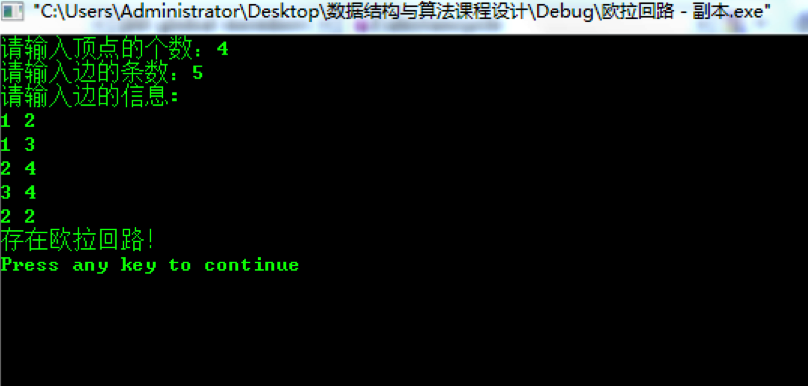 "C:\Users\Administrator\Desktop\数据结构与算法课程设计\Debug\欧拉回路 - 副本.exe"
请输入顶点的个数：4
请输入边的条数：5
请输入边的信息：
1 2
1 3
2 4
3 4
2 2
存在欧拉回路！
Press any key to continue